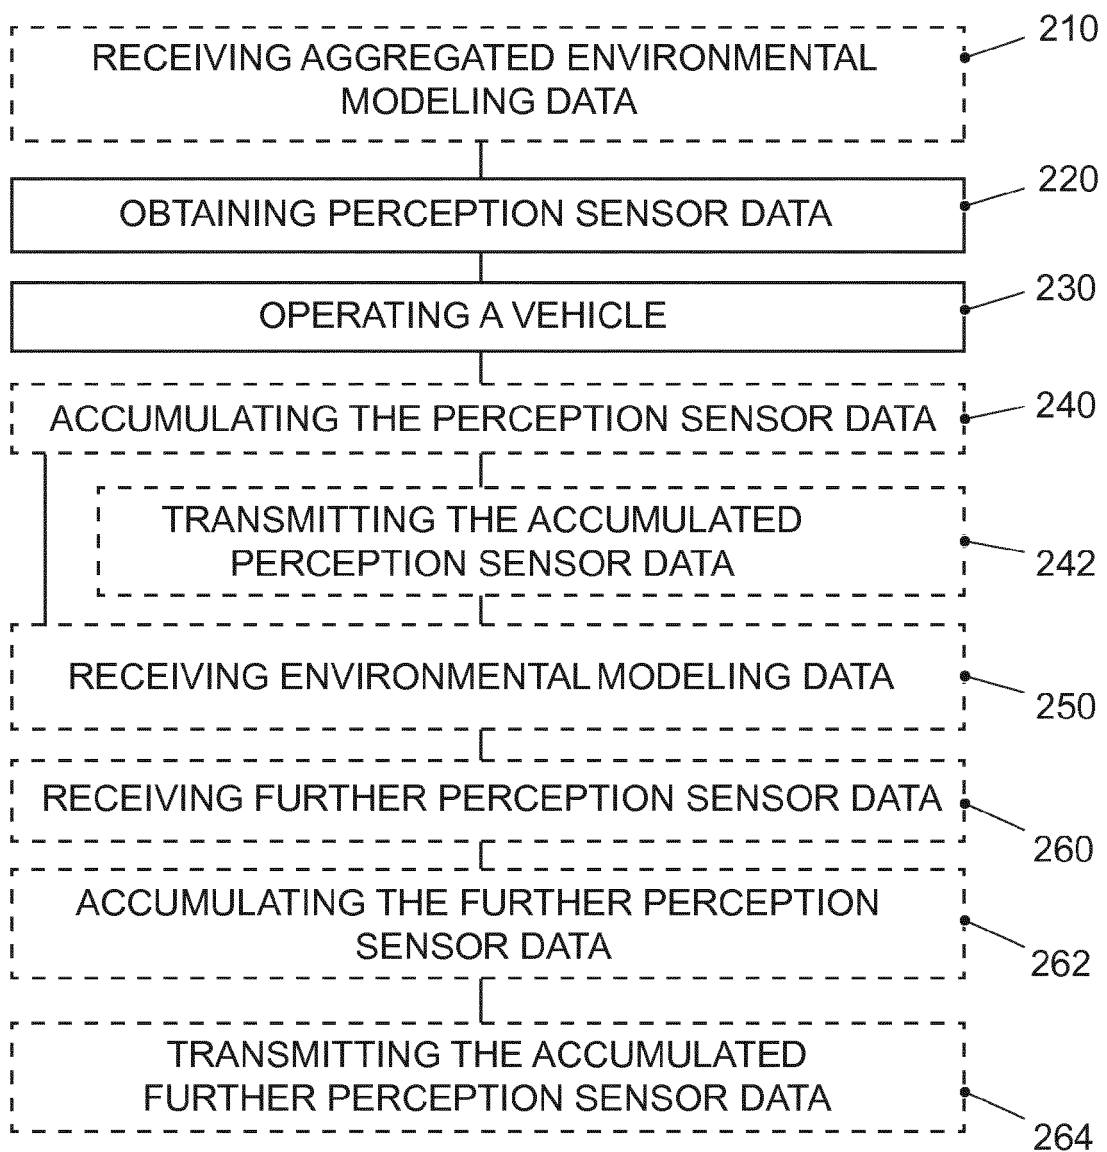 RECEIVING AGGREGATED ENVIRONMENTAL
MODELING DATA
210
OBTAINING PERCEPTION SENSOR DATA
220
OPERATING A VEHICLE
230
ACCUMULATING THE PERCEPTION SENSOR DATA
240
TRANSMITTING THE ACCUMULATED
PERCEPTION SENSOR DATA
242
RECEIVING ENVIRONMENTAL MODELING DATA
250
RECEIVING FURTHER PERCEPTION SENSOR DATA
260
ACCUMULATING THE FURTHER PERCEPTION
SENSOR DATA
262
TRANSMITTING THE ACCUMULATED
FURTHER PERCEPTION SENSOR DATA
264